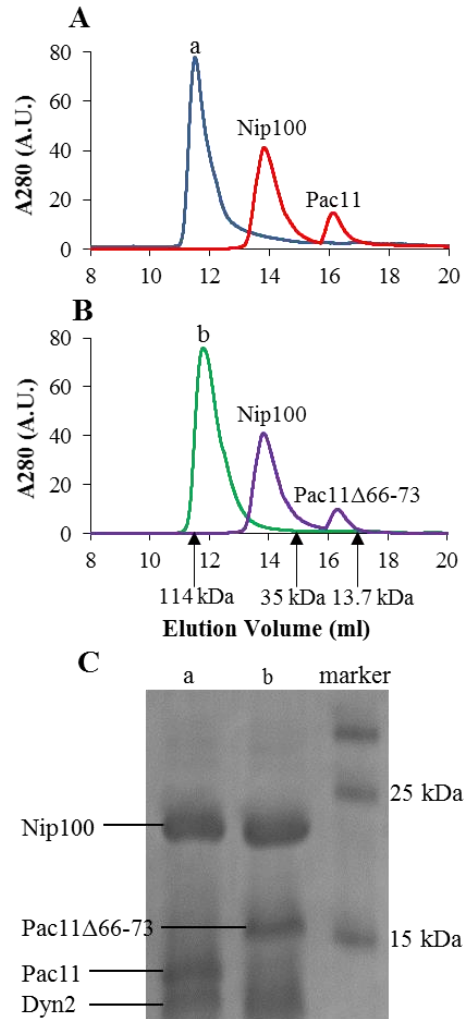 A
a
Nip100
Pac11
A280 (A.U.)
80
60
40
20
0
8 10 12 14 16 18 20
B
b
Nip100
Pac11Δ66-73
A280 (A.U.)
80
60
40
20
0
8 10 12 14 16 18 20
114 kDa 35 kDa 13.7 kDa
Elution Volume (ml)
C
a b marker
25 kDa
Nip100
Pac11Δ66-73
15 kDa
Pac11
Dyn2